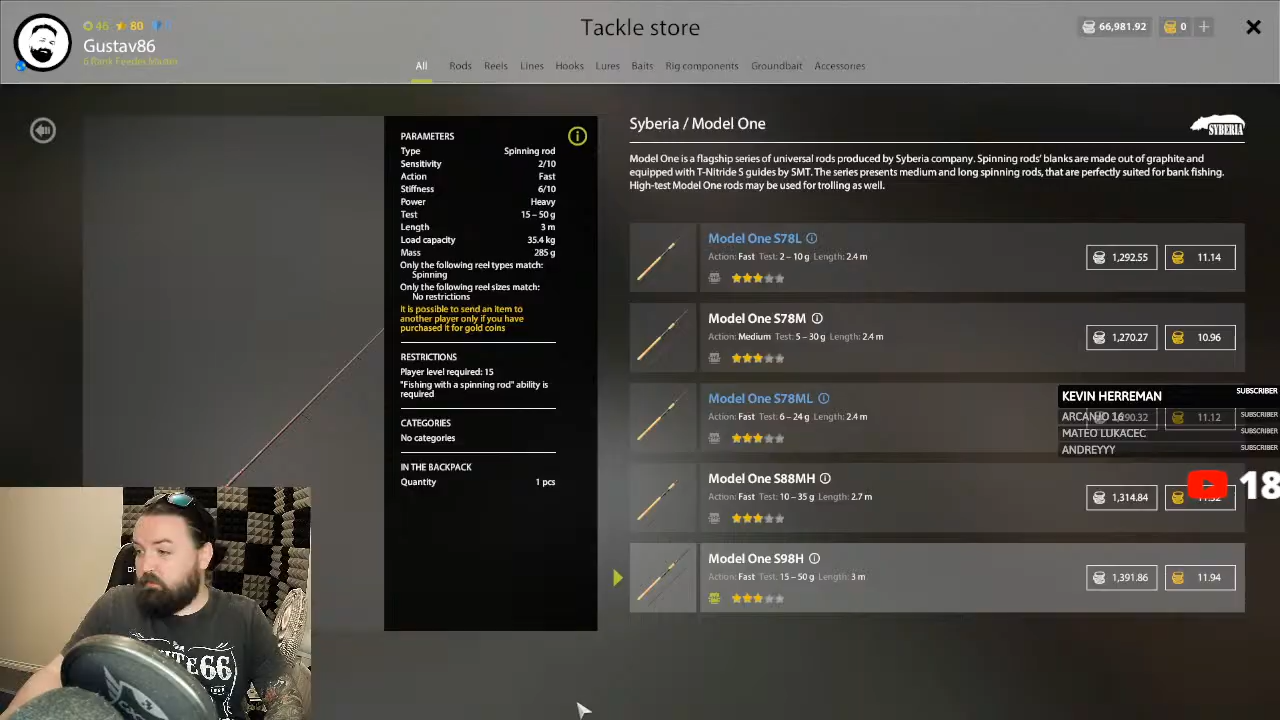 46 80
Gustav86
6 Rank Feeder Master
Tackle store
66,981.92 0 +
All Rods Reels Lines Hooks Lures Baits Rig components Groundbait Accessories
PARAMETERS
Type Spinning rod
Sensitivity 2/10
Action Fast
Stiffness 6/10
Power Heavy
Test 15 – 50 g
Length 3 m
Load capacity 35.4 kg
Mass 285 g
Only the following reel types match:
Spinning
Only the following reel sizes match:
No restrictions
It is possible to send an item to
another player only if you have
purchased it for gold coins
RESTRICTIONS
Player level required: 15
"Fishing with a spinning rod" ability is
required
CATEGORIES
No categories
IN THE BACKPACK
Quantity 1 pcs
Syberia / Model One
SYBERIA
Model One is a flagship series of universal rods produced by Syberia company. Spinning rods' blanks are made out of graphite and
equipped with T-Nitride S guides by SMT. The series presents medium and long spinning rods, that are perfectly suited for bank fishing.
High-test Model One rods may be used for trolling as well.
Model One S78L
Action: Fast Test: 2 – 10 g Length: 2.4 m
1,292.55 11.14
Model One S78M
Action: Medium Test: 5 – 30 g Length: 2.4 m
1,270.27 10.96
Model One S78ML
Action: Fast Test: 6 – 24 g Length: 2.4 m
11.12
KEVIN HERREMAN SUBSCRIBER
ARCANJO 16 SUBSCRIBER
MATEO LUKACEC SUBSCRIBER
ANDREYYY SUBSCRIBER
Model One S88MH
Action: Fast Test: 10 – 35 g Length: 2.7 m
1,314.84
18
Model One S98H
Action: Fast Test: 15 – 50 g Length: 3 m
1,391.86 11.94
66